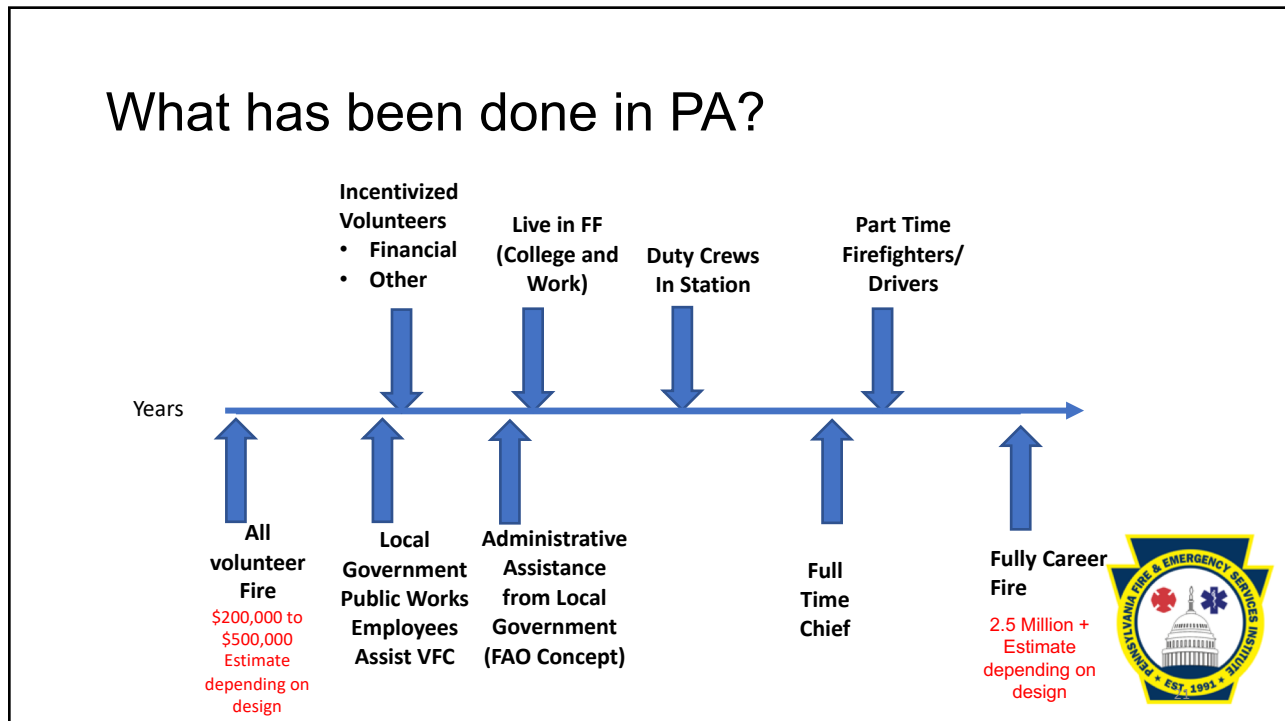 What has been done in PA?
Incentivized
Volunteers
• Financial
• Other
Live in FF
(College and
Work)
Duty Crews
In Station
Part Time
Firefighters/
Drivers
Years
All
volunteer
Fire
$200,000 to
$500,000
Estimate
depending on
design
Local
Government
Public Works
Employees
Assist VFC
Administrative
Assistance
from Local
Government
(FAO Concept)
Full
Time
Chief
Fully Career
Fire
2.5 Million +
Estimate
depending on
design
PENNSYLVANIA FIRE & EMERGENCY SERVICES INSTITUTE
EST. 1991
21